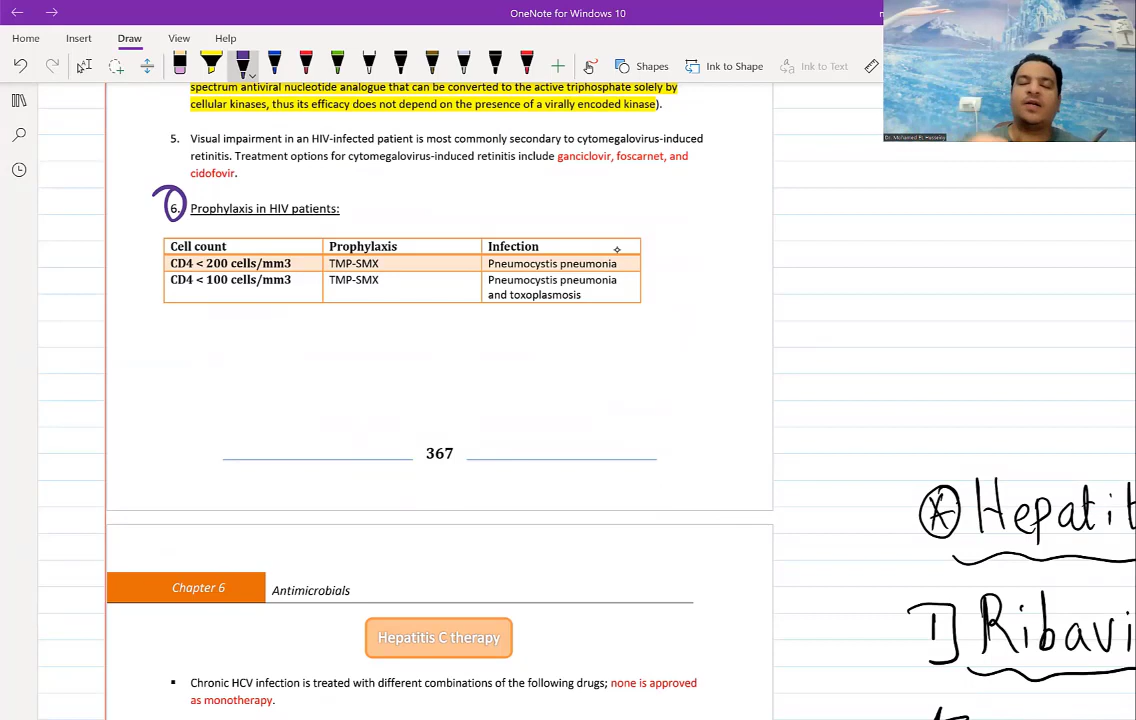 OneNote for Windows 10
Home Insert Draw View Help
Shapes Ink to Shape Ink to Text
Dr. Mohamed EL Husseiny
spectrum antiviral nucleotide analogue that can be converted to the active triphosphate solely by
cellular kinases, thus its efficacy does not depend on the presence of a virally encoded kinase).
5. Visual impairment in an HIV-infected patient is most commonly secondary to cytomegalovirus-induced
retinitis. Treatment options for cytomegalovirus-induced retinitis include ganciclovir, foscarnet, and
cidofovir.
6. Prophylaxis in HIV patients:
Cell count Prophylaxis Infection
CD4 < 200 cells/mm3 TMP-SMX Pneumocystis pneumonia
CD4 < 100 cells/mm3 TMP-SMX Pneumocystis pneumonia
and toxoplasmosis
367
Hepatit
Chapter 6 Antimicrobials
1] Ribavi
Hepatitis C therapy
Chronic HCV infection is treated with different combinations of the following drugs; none is approved
as monotherapy.